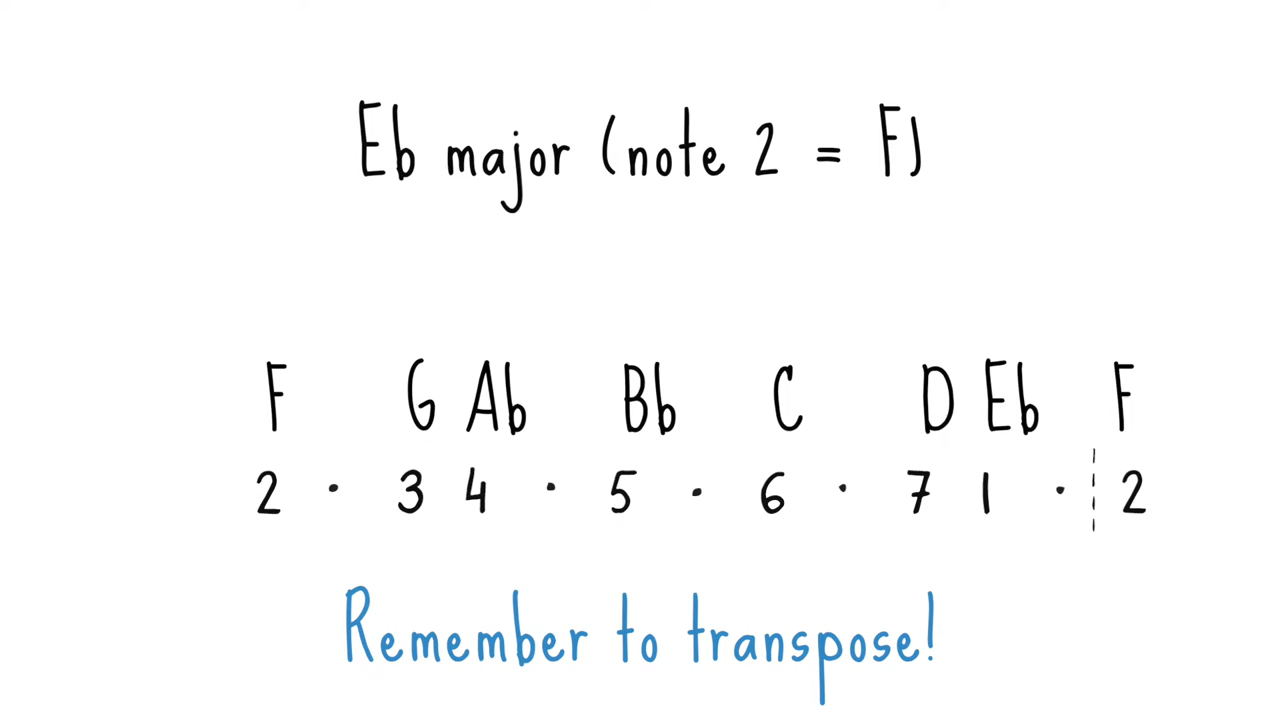 Eb major (note 2 = F)
F G Ab Bb C D Eb F
2 · 3 4 · 5 · 6 · 7 1 · 2
Remember to transpose!